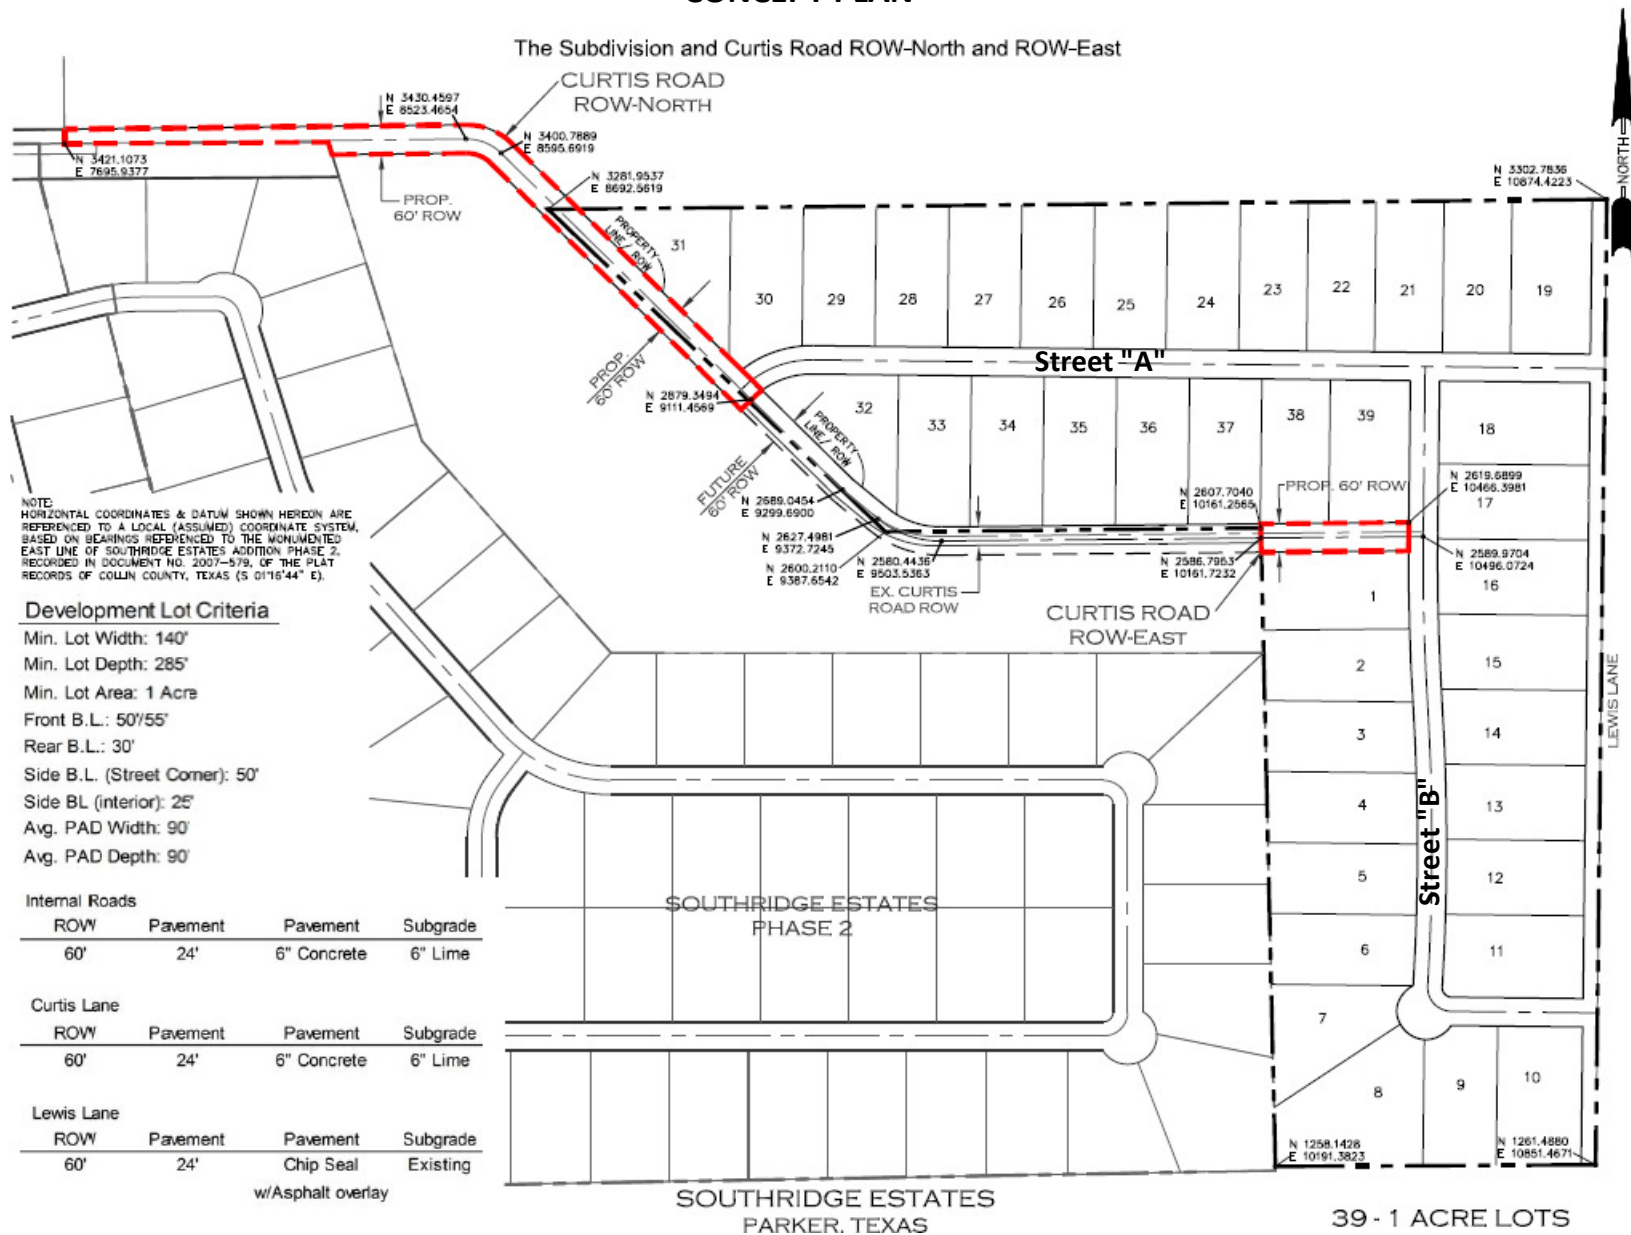 CONCEPT PLAN
The Subdivision and Curtis Road ROW-North and ROW-East
CURTIS ROAD
ROW-NORTH
NORTH
N 3430.4597
E 8523.4654
N 3400.7889
E 8595.6919
N 3421.1073
E 7695.9377
N 3281.9537
E 8692.5619
N 3302.7836
E 10874.4223
PROP.
60' ROW
PROPERTY
LINE/ ROW
31
30
29
28
27
26
25
24
23
22
21
20
19
Street "A"
PROP.
60' ROW
N 2879.3494
E 9111.4569
32
33
34
35
36
37
38
39
18
PROPERTY
LINE/ ROW
FUTURE
60' ROW
N 2689.0454
E 9299.6900
N 2607.7040
E 10161.2565
PROP. 60' ROW
N 2619.6899
E 10466.3981
17
N 2627.4981
E 9372.7245
N 2600.2110
E 9387.6542
N 2580.4436
E 9503.5363
N 2586.7953
E 10161.7232
N 2589.9704
E 10496.0724
EX. CURTIS
ROAD ROW
CURTIS ROAD
ROW-EAST
NOTE:
HORIZONTAL COORDINATES & DATUM SHOWN HEREON ARE
REFERENCED TO A LOCAL (ASSUMED) COORDINATE SYSTEM,
BASED ON BEARINGS REFERENCED TO THE MONUMENTED
EAST LINE OF SOUTHRIDGE ESTATES ADDITION PHASE 2,
RECORDED IN DOCUMENT NO. 2007-579, OF THE PLAT
RECORDS OF COLLIN COUNTY, TEXAS (S 01°16'44" E).
Development Lot Criteria
Min. Lot Width: 140'
Min. Lot Depth: 285'
Min. Lot Area: 1 Acre
Front B.L.: 50'/55'
Rear B.L.: 30'
Side B.L. (Street Corner): 50'
Side BL (interior): 25'
Avg. PAD Width: 90'
Avg. PAD Depth: 90'
1
16
2
15
3
14
4
13
5
12
6
11
7
8
9
10
Street "B"
LEWIS LANE
Internal Roads
ROW Pavement Pavement Subgrade
60' 24' 6" Concrete 6" Lime
Curtis Lane
ROW Pavement Pavement Subgrade
60' 24' 6" Concrete 6" Lime
Lewis Lane
ROW Pavement Pavement Subgrade
60' 24' Chip Seal Existing
w/Asphalt overlay
SOUTHRIDGE ESTATES
PHASE 2
N 1258.1428
E 10191.3823
N 1261.4880
E 10851.4671
SOUTHRIDGE ESTATES
PARKER, TEXAS
39 - 1 ACRE LOTS